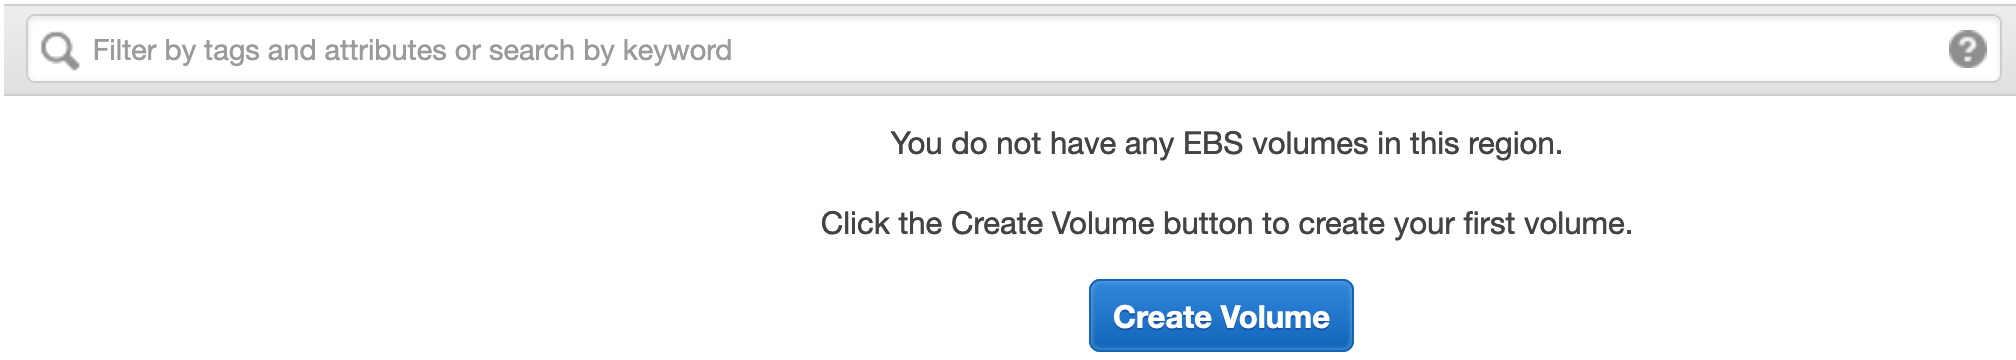 Filter by tags and attributes or search by keyword
You do not have any EBS volumes in this region.
Click the Create Volume button to create your first volume.
Create Volume